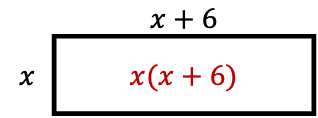 x + 6
x
x(x + 6)